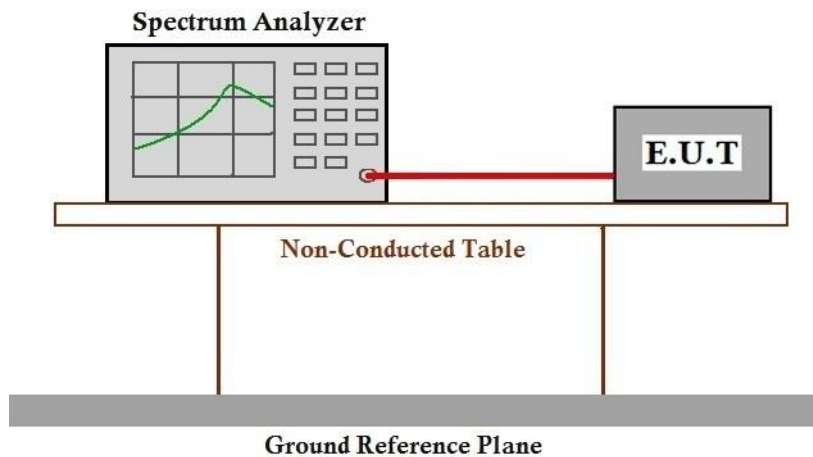 Spectrum Analyzer
E.U.T
Non-Conducted Table
Ground Reference Plane